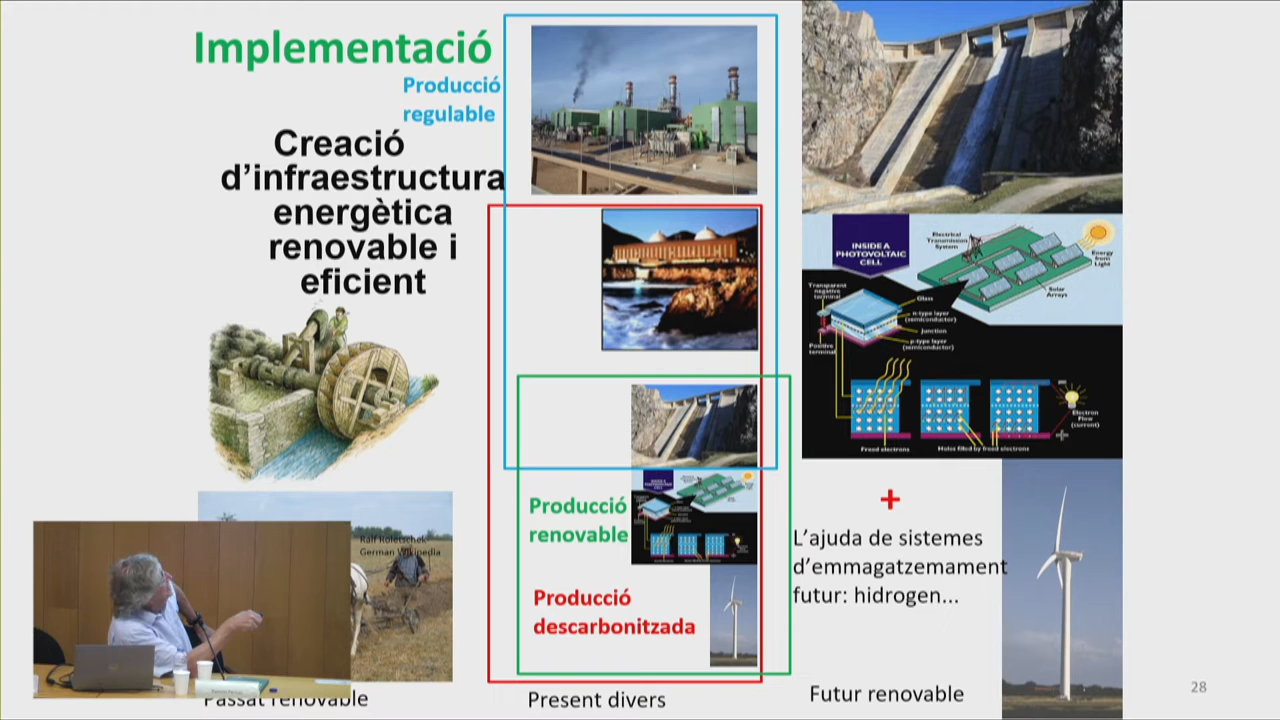 Implementació
Producció
regulable
Creació
d'infraestructura
energètica
renovable i
eficient
Ralf Roletschek
German Wikipedia
Passat renovable
Producció
renovable
Producció
descarbonitzada
Present divers
INSIDE A
PHOTOVOLTAIC
CELL
Electrical
Transmission
System
Energy
from
Light
Solar
Arrays
Transparent
negative
terminal
Glass
n-type layer
(semiconductor)
Junction
p-type layer
(semiconductor)
Positive
terminal
Electron
Flow
(current)
Freed electrons
Holes filled by freed electrons
+
L'ajuda de sistemes
d'emmagatzemament
futur: hidrogen...
Futur renovable
28